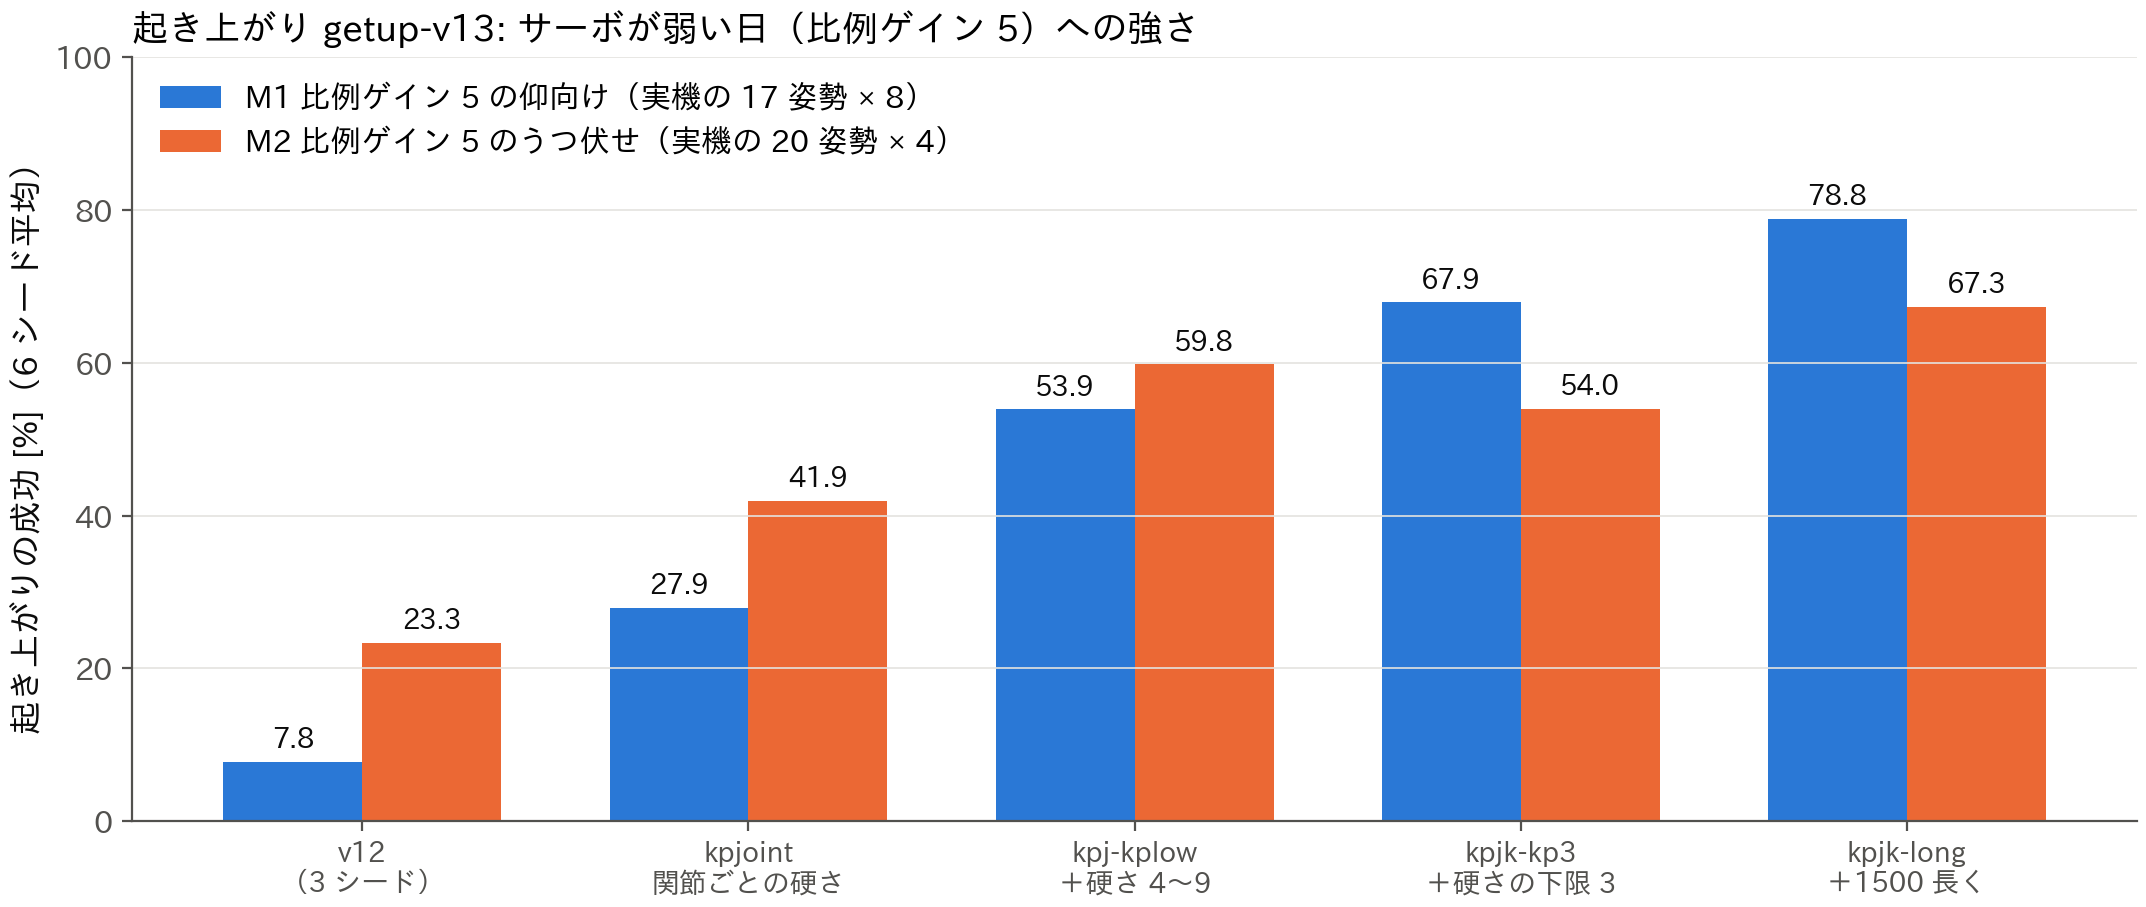 起き上がり getup-v13: サーボが弱い日（比例ゲイン 5）への強さ
M1 比例ゲイン 5 の仰向け（実機の 17 姿勢 × 8）
M2 比例ゲイン 5 のうつ伏せ（実機の 20 姿勢 × 4）
起き上がりの成功 [%]（6 シード平均）
100
80
60
40
20
0
7.8
23.3
27.9
41.9
53.9
59.8
67.9
54.0
78.8
67.3
v12
（3 シード）
kpjoint
関節ごとの硬さ
kpj-kplow
＋硬さ 4〜9
kpjk-kp3
＋硬さの下限 3
kpjk-long
＋1500 長く